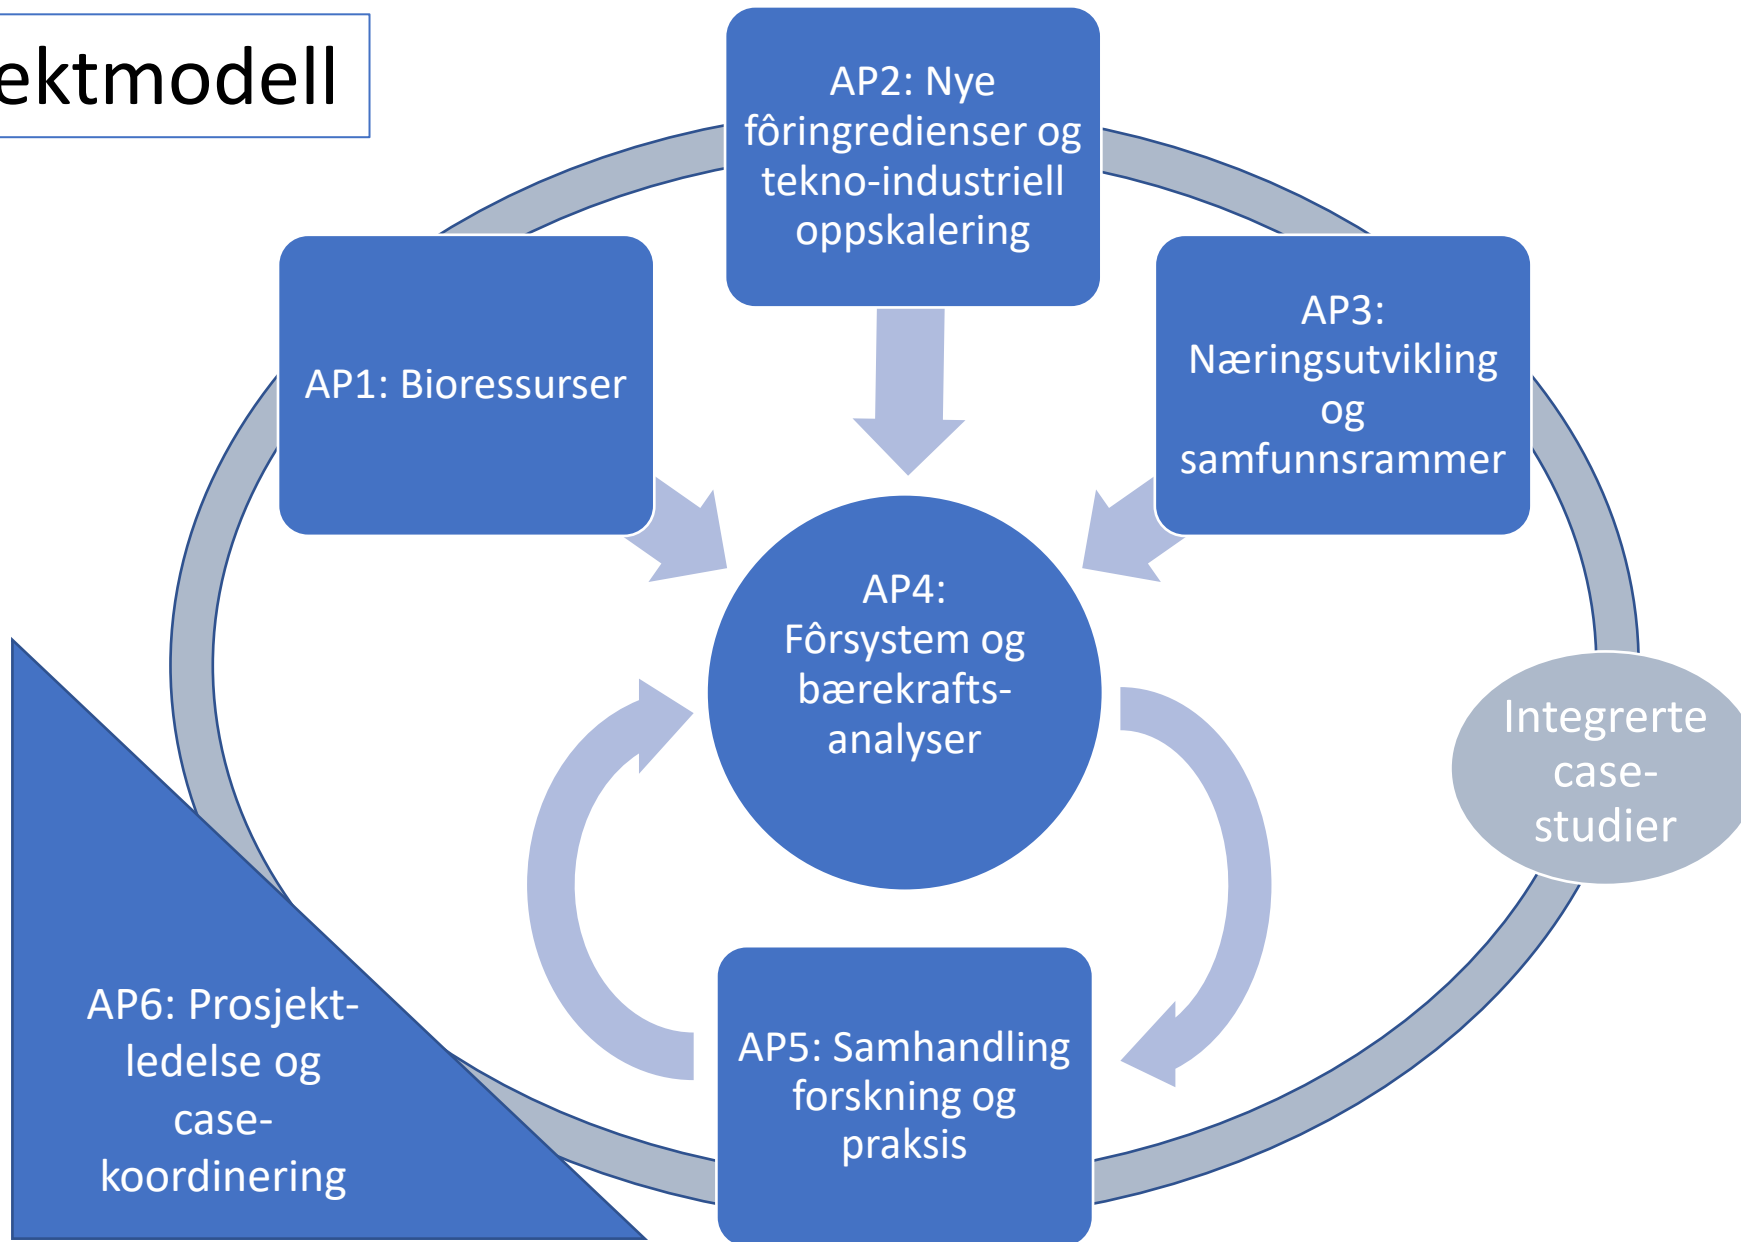 ektmodell
AP2: Nye
fôringredienser og
tekno-industriell
oppskalering
AP1: Bioressurser
AP3:
Næringsutvikling
og
samfunnsrammer
AP4:
Fôrsystem og
bærekrafts-
analyser
Integrerte
case-
studier
AP5: Samhandling
forskning og
praksis
AP6: Prosjekt-
ledelse og
case-
koordinering